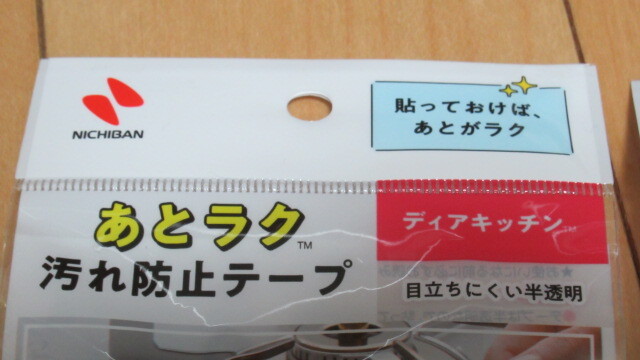 NICHIBAN
貼っておけば、
あとがラク
あとラク™
汚れ防止テープ
ディアキッチン™
目立ちにくい半透明